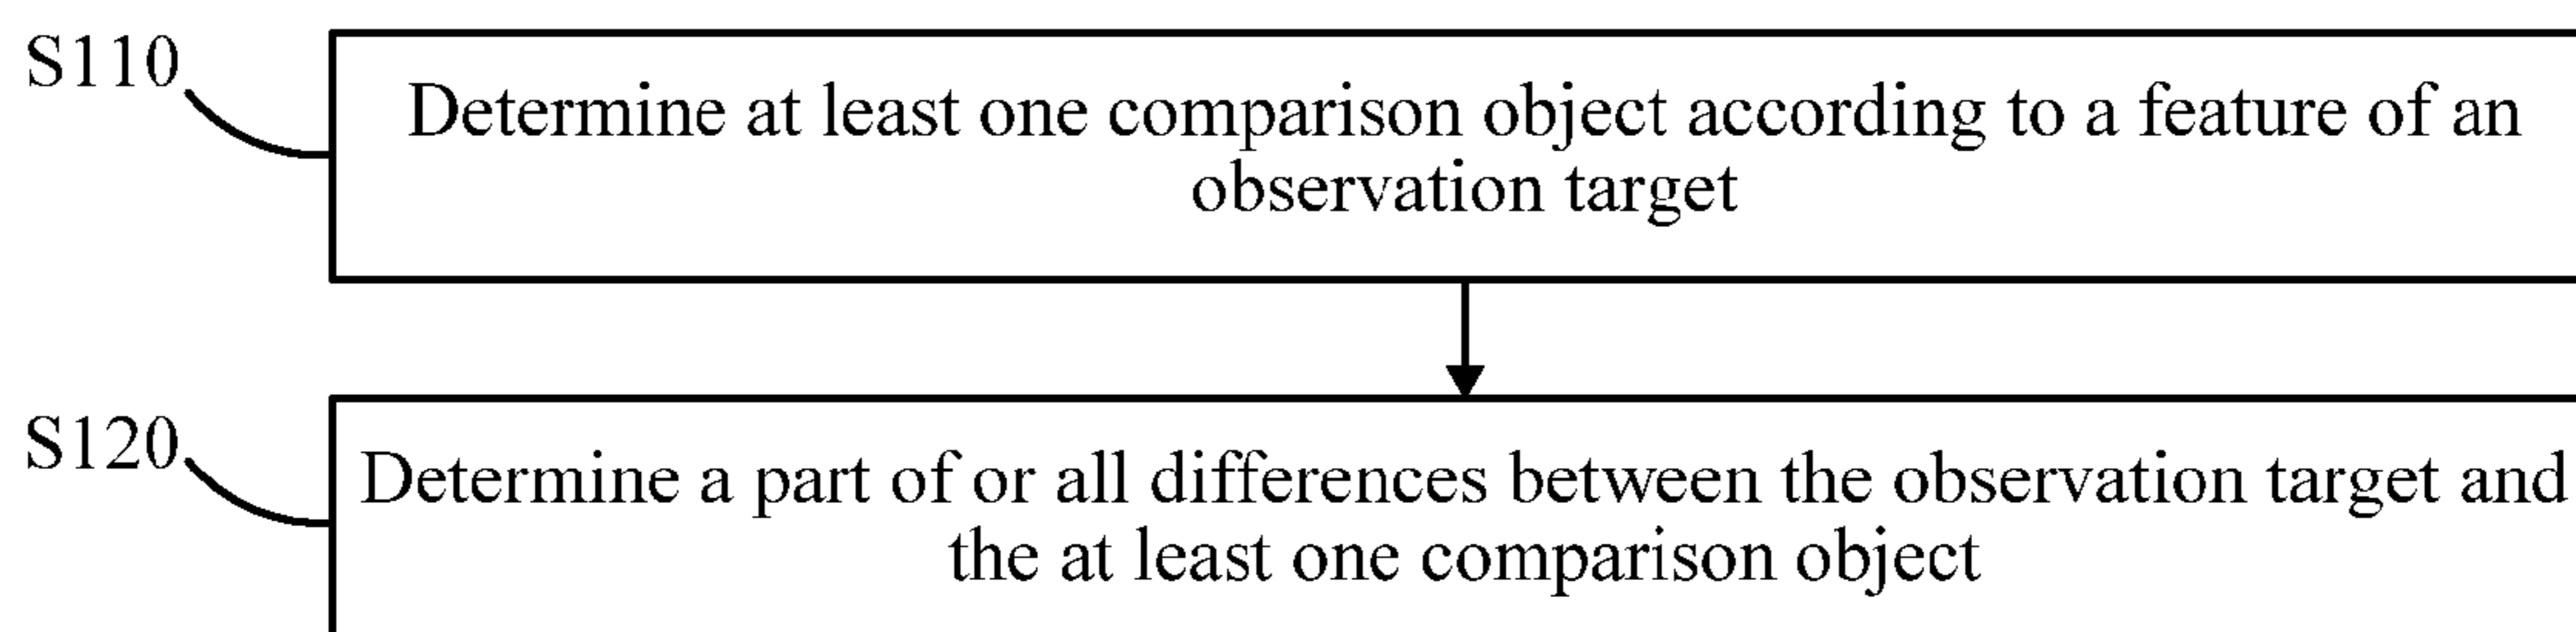 S110
Determine at least one comparison object according to a feature of an
observation target
S120
Determine a part of or all differences between the observation target and
the at least one comparison object